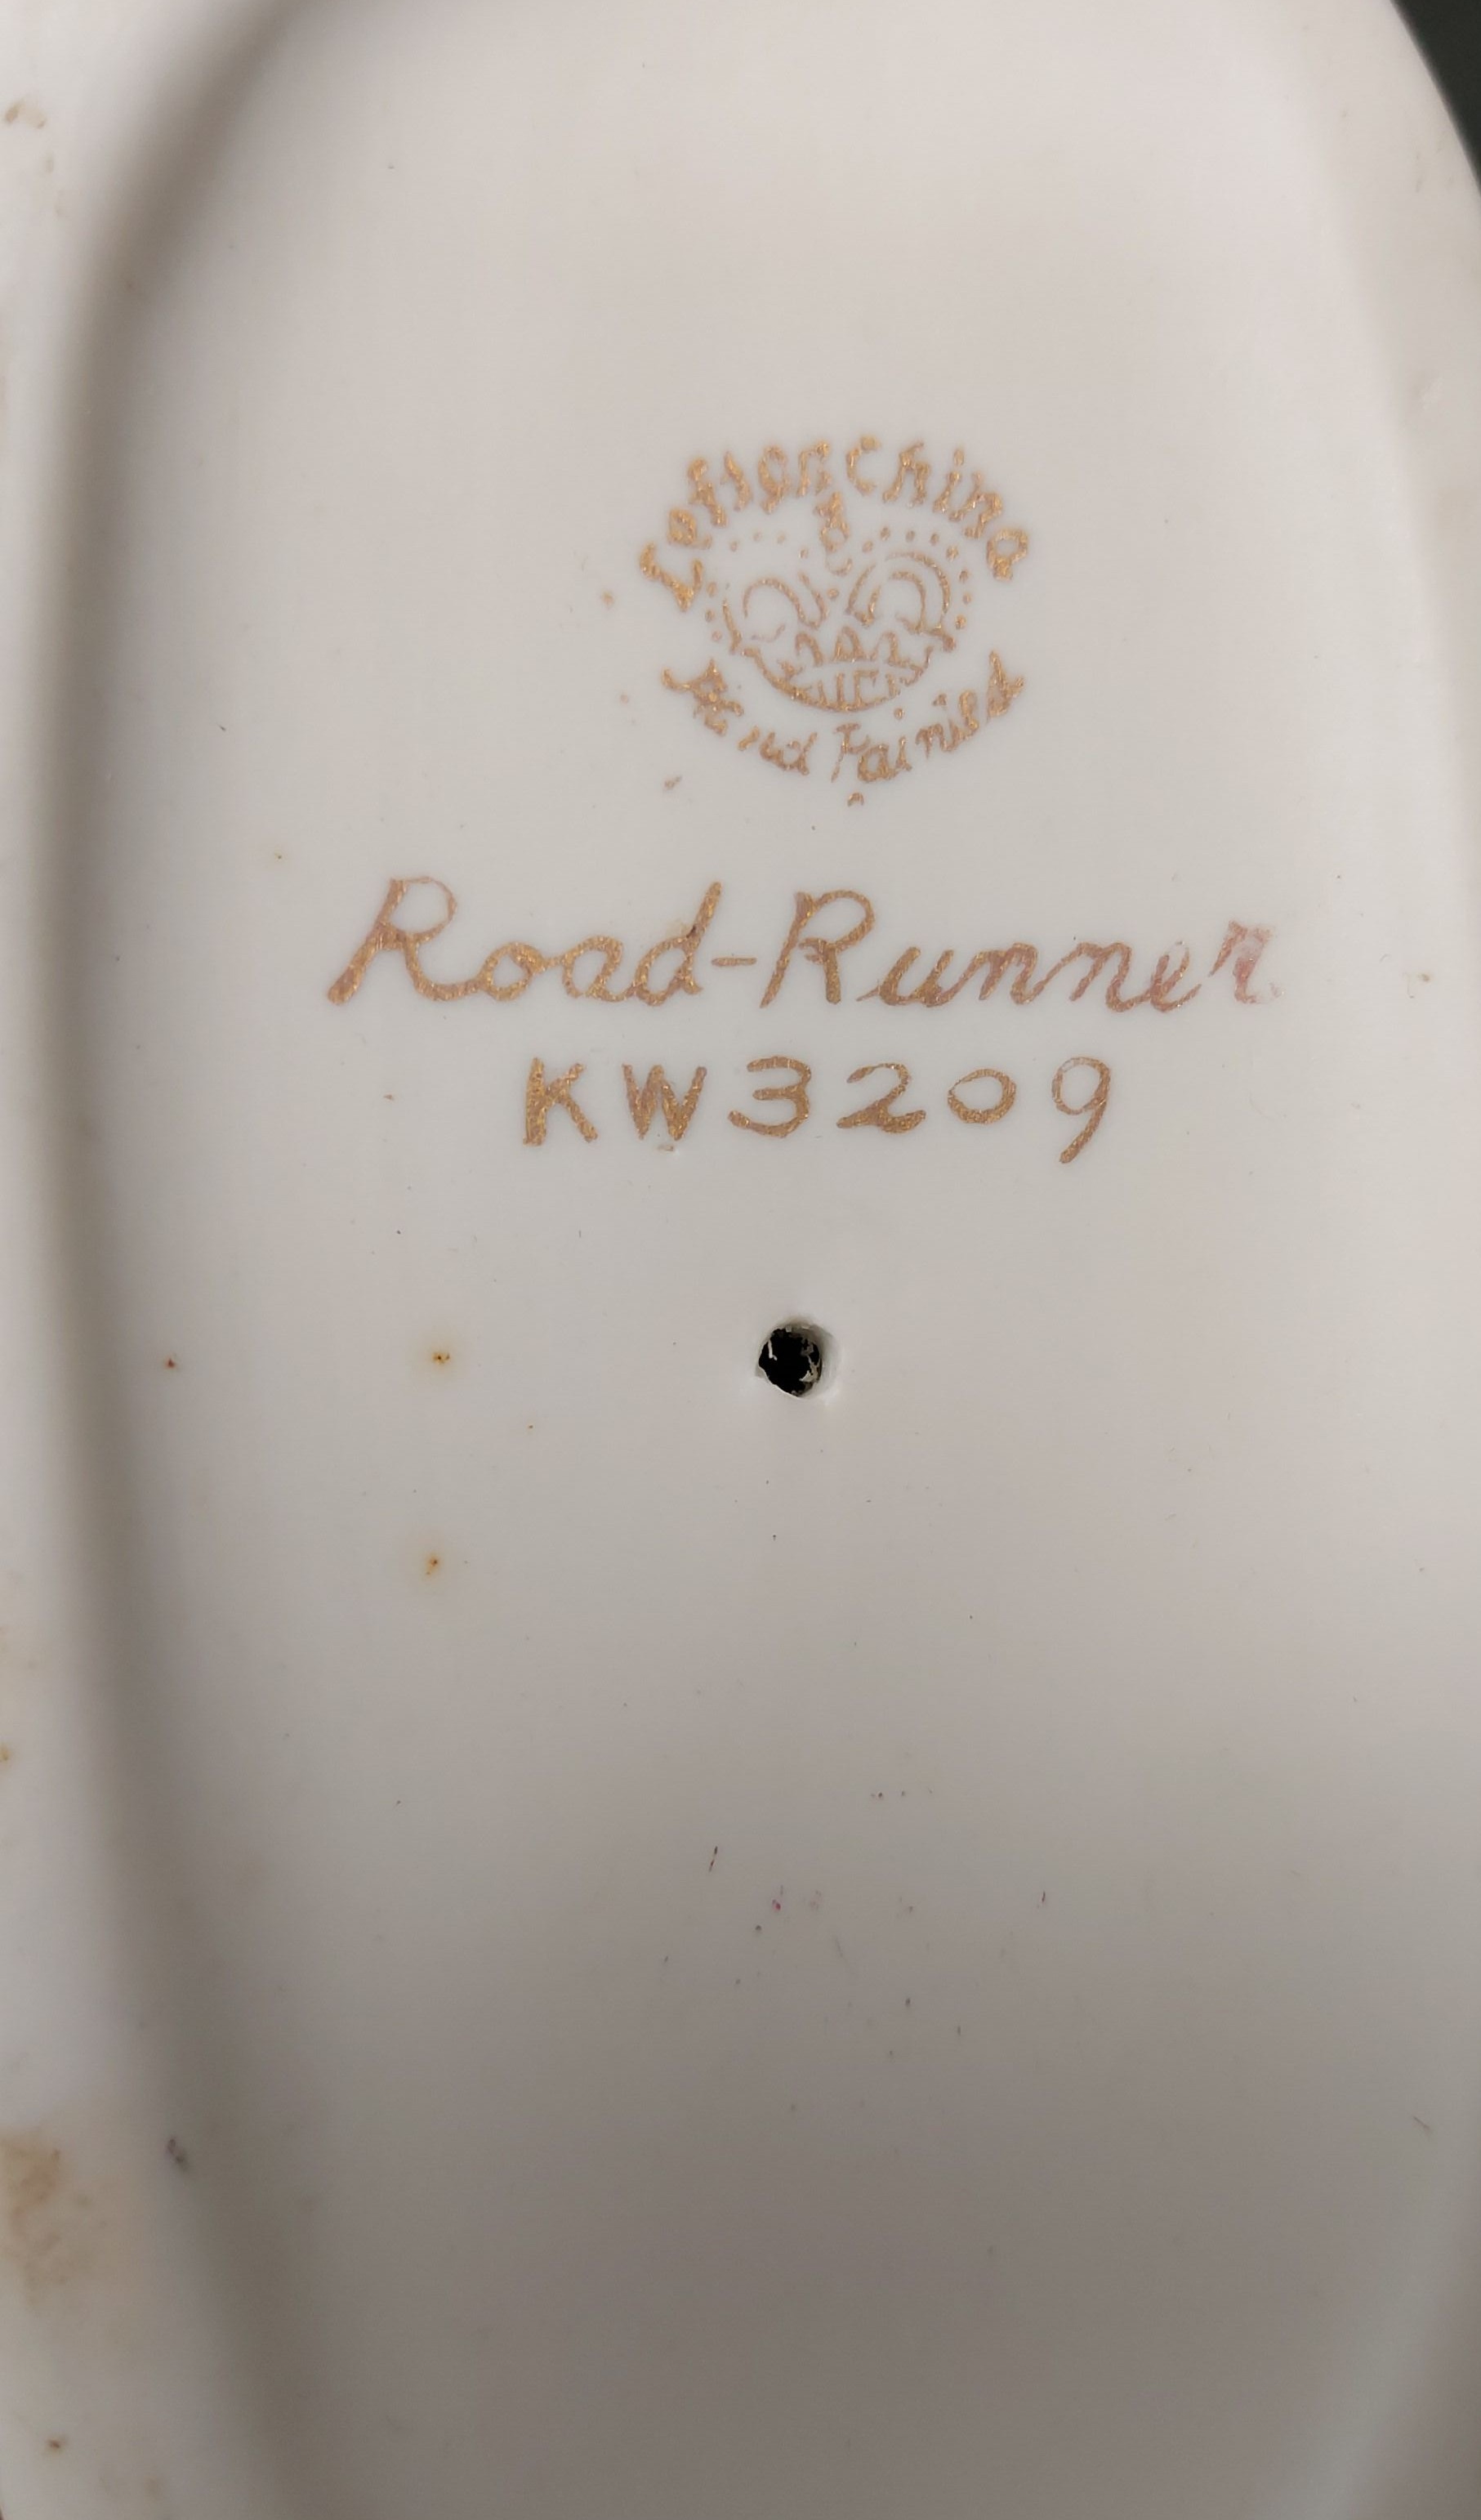 Lefton China
Hand Painted
Road-Runner
KW3209